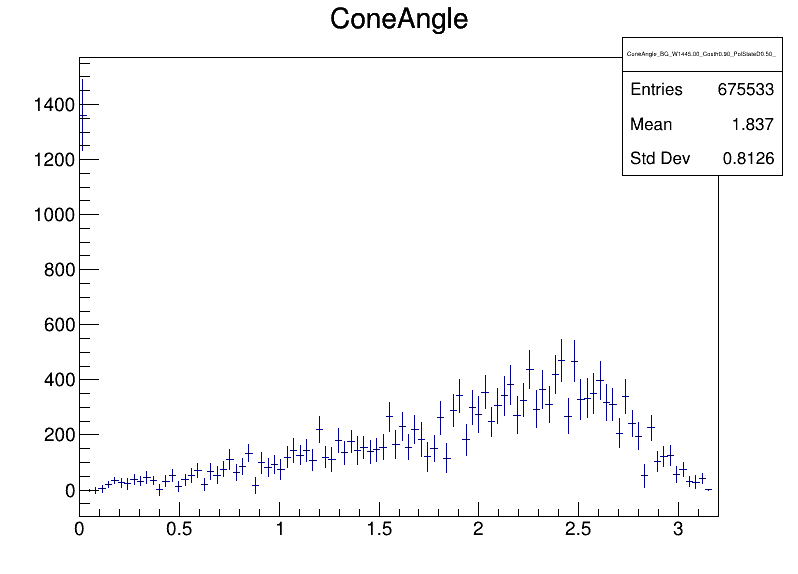 ConeAngle
ConeAngle_BG_W1445.00_Costh0.90_PolStateD0.50_
Entries 675533
Mean 1.837
Std Dev 0.8126
1400
1200
1000
800
600
400
200
0
0 0.5 1 1.5 2 2.5 3